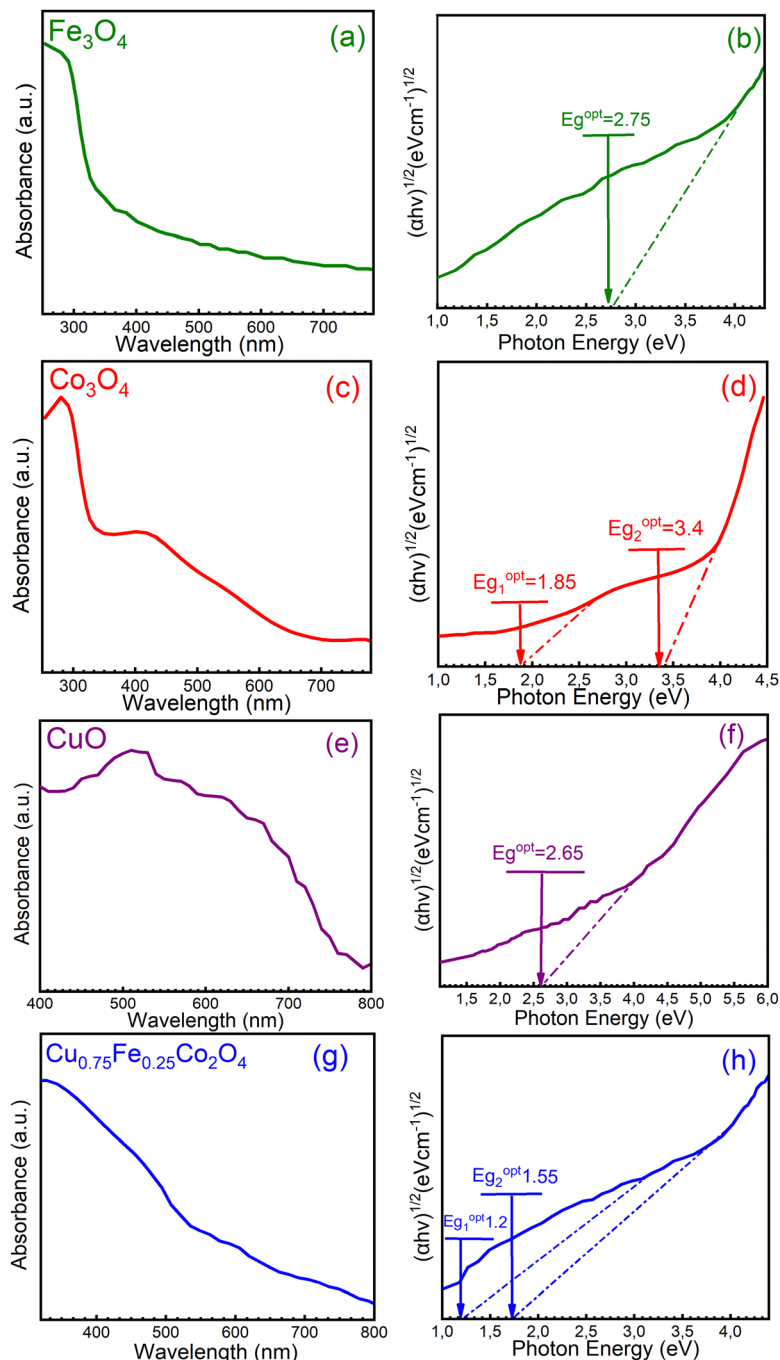 Fe₃O₄ (a)
Absorbance (a.u.)
300 400 500 600 700
Wavelength (nm)
(b)
(αhν)^1/2(eVcm⁻¹)^1/2
Eg^opt=2.75
1,0 1,5 2,0 2,5 3,0 3,5 4,0
Photon Energy (eV)
Co₃O₄ (c)
Absorbance (a.u.)
300 400 500 600 700
Wavelength (nm)
(d)
(αhν)^1/2(eVcm⁻¹)^1/2
Eg₂^opt=3.4
Eg₁^opt=1.85
1,0 1,5 2,0 2,5 3,0 3,5 4,0 4,5
Photon Energy (eV)
CuO (e)
Absorbance (a.u.)
400 500 600 700 800
Wavelength (nm)
(f)
(αhν)^1/2(eVcm⁻¹)^1/2
Eg^opt=2.65
1,5 2,0 2,5 3,0 3,5 4,0 4,5 5,0 5,5 6,0
Photon Energy (eV)
Cu₀.₇₅Fe₀.₂₅Co₂O₄ (g)
Absorbance (a.u.)
400 500 600 700 800
Wavelength (nm)
(h)
(αhν)^1/2(eVcm⁻¹)^1/2
Eg₂^opt1.55
Eg₁^opt1.2
1,0 1,5 2,0 2,5 3,0 3,5 4,0
Photon Energy (eV)